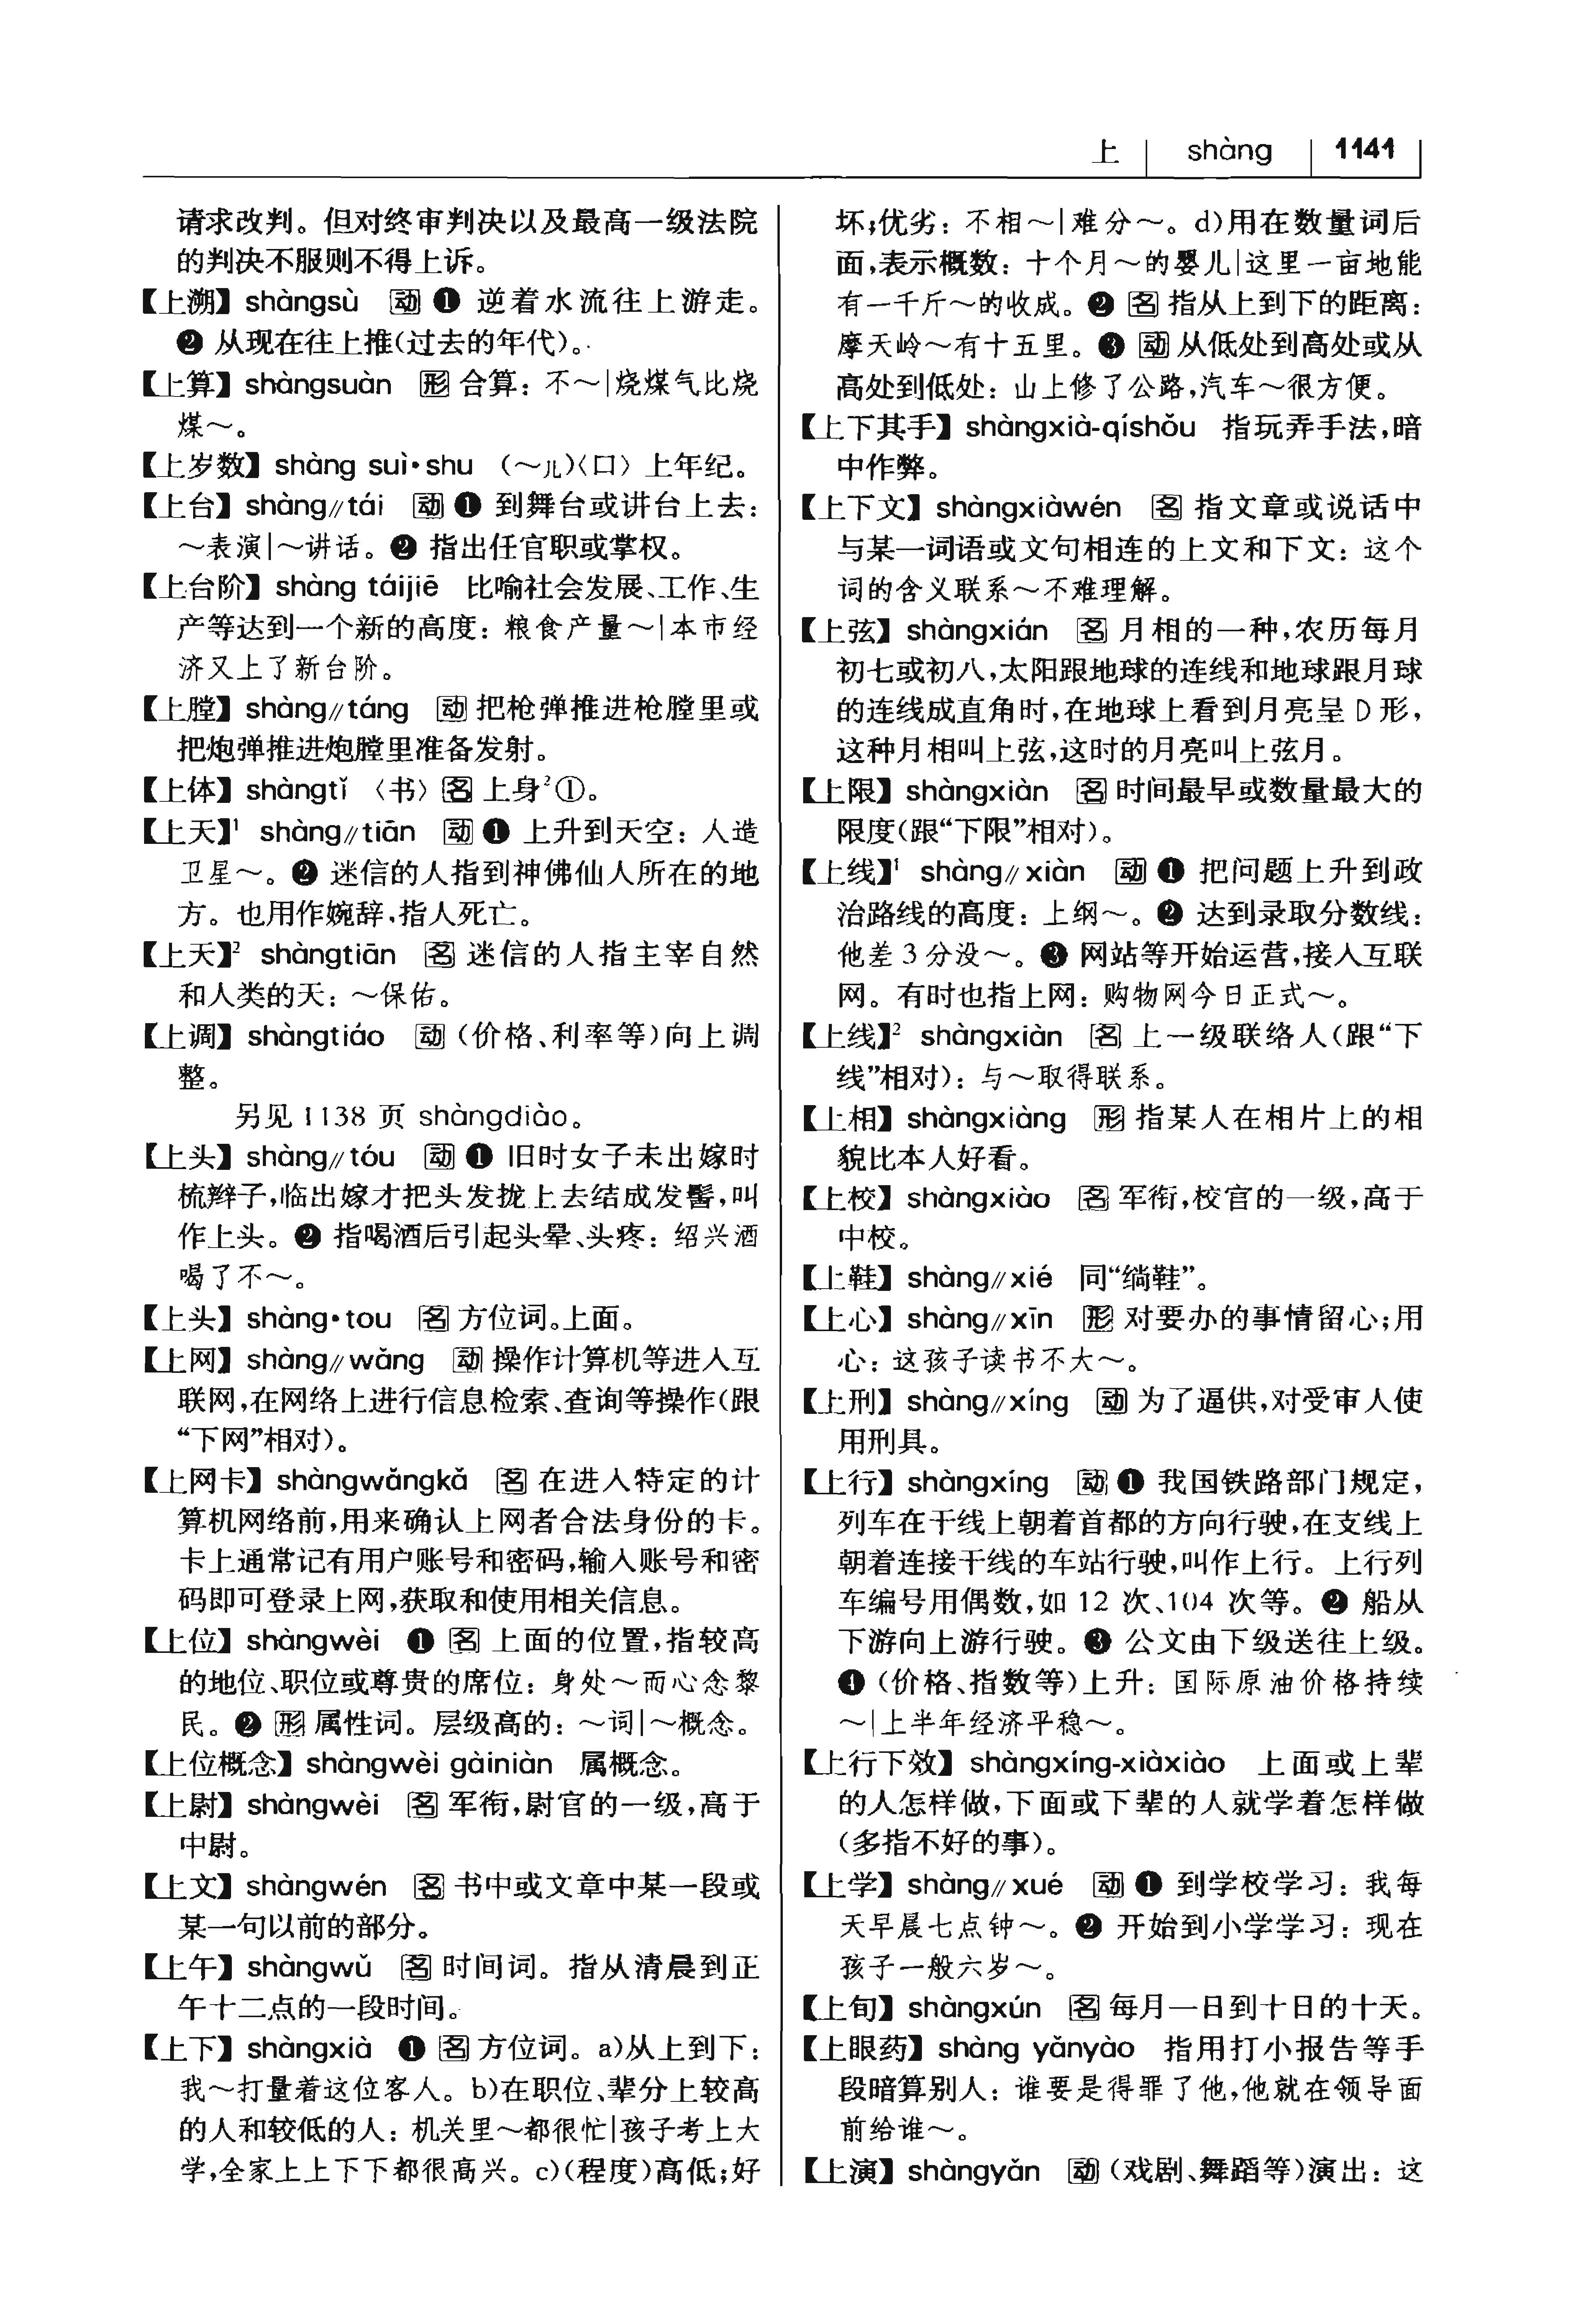 上 shàng 1141
请求改判。但对终审判决以及最高一级法院
的判决不服则不得上诉。
【上溯】shàngsù 动 ❶ 逆着水流往上游走。
❷ 从现在往上推(过去的年代)。
【上算】shàngsuàn 形 合算：不～|烧煤气比烧
煤～。
【上岁数】shàng suì·shu （～儿）〈口〉上年纪。
【上台】shàng∥tái 动 ❶ 到舞台或讲台上去：
～表演|～讲话。❷ 指出任官职或掌权。
【上台阶】shàng táijiē 比喻社会发展、工作、生
产等达到一个新的高度：粮食产量～|本市经
济又上了新台阶。
【上膛】shàng∥táng 动 把枪弹推进枪膛里或
把炮弹推进炮膛里准备发射。
【上体】shàngtǐ 〈书〉名 上身²①。
【上天】¹ shàng∥tiān 动 ❶ 上升到天空：人造
卫星～。❷ 迷信的人指到神佛仙人所在的地
方。也用作婉辞，指人死亡。
【上天】² shàngtiān 名 迷信的人指主宰自然
和人类的天：～保佑。
【上调】shàngtiáo 动（价格、利率等）向上调
整。
另见 1138 页 shàngdiào。
【上头】shàng∥tóu 动 ❶ 旧时女子未出嫁时
梳辫子，临出嫁才把头发拢上去结成发髻，叫
作上头。❷ 指喝酒后引起头晕、头疼：绍兴酒
喝了不～。
【上头】shàng·tou 名 方位词。上面。
【上网】shàng∥wǎng 动 操作计算机等进入互
联网，在网络上进行信息检索、查询等操作（跟
“下网”相对）。
【上网卡】shàngwǎngkǎ 名 在进入特定的计
算机网络前，用来确认上网者合法身份的卡。
卡上通常记有用户账号和密码，输入账号和密
码即可登录上网，获取和使用相关信息。
【上位】shàngwèi ❶ 名 上面的位置，指较高
的地位、职位或尊贵的席位：身处～而心念黎
民。❷ 形 属性词。层级高的：～词|～概念。
【上位概念】shàngwèi gàiniàn 属概念。
【上尉】shàngwèi 名 军衔，尉官的一级，高于
中尉。
【上文】shàngwén 名 书中或文章中某一段或
某一句以前的部分。
【上午】shàngwǔ 名 时间词。指从清晨到正
午十二点的一段时间。
【上下】shàngxià ❶ 名 方位词。a)从上到下：
我～打量着这位客人。b)在职位、辈分上较高
的人和较低的人：机关里～都很忙|孩子考上大
学，全家上上下下都很高兴。c)（程度）高低；好
坏；优劣：不相～|难分～。d)用在数量词后
面，表示概数：十个月～的婴儿|这里一亩地能
有一千斤～的收成。❷ 名 指从上到下的距离：
摩天岭～有十五里。❸ 动 从低处到高处或从
高处到低处：山上修了公路，汽车～很方便。
【上下其手】shàngxià-qíshǒu 指玩弄手法，暗
中作弊。
【上下文】shàngxiàwén 名 指文章或说话中
与某一词语或文句相连的上文和下文：这个
词的含义联系～不难理解。
【上弦】shàngxián 名 月相的一种，农历每月
初七或初八，太阳跟地球的连线和地球跟月球
的连线成直角时，在地球上看到月亮呈 D 形，
这种月相叫上弦，这时的月亮叫上弦月。
【上限】shàngxiàn 名 时间最早或数量最大的
限度（跟“下限”相对）。
【上线】¹ shàng∥xiàn 动 ❶ 把问题上升到政
治路线的高度：上纲～。❷ 达到录取分数线：
他差 3 分没～。❸ 网站等开始运营，接入互联
网。有时也指上网：购物网今日正式～。
【上线】² shàngxiàn 名 上一级联络人（跟“下
线”相对）：与～取得联系。
【上相】shàngxiàng 形 指某人在相片上的相
貌比本人好看。
【上校】shàngxiào 名 军衔，校官的一级，高于
中校。
【上鞋】shàng∥xié 同“绱鞋”。
【上心】shàng∥xīn 形 对要办的事情留心；用
心：这孩子读书不大～。
【上刑】shàng∥xíng 动 为了逼供，对受审人使
用刑具。
【上行】shàngxíng 动 ❶ 我国铁路部门规定，
列车在干线上朝着首都的方向行驶，在支线上
朝着连接干线的车站行驶，叫作上行。上行列
车编号用偶数，如 12 次、104 次等。❷ 船从
下游向上游行驶。❸ 公文由下级送往上级。
❹（价格、指数等）上升：国际原油价格持续
～|上半年经济平稳～。
【上行下效】shàngxíng-xiàxiào 上面或上辈
的人怎样做，下面或下辈的人就学着怎样做
（多指不好的事）。
【上学】shàng∥xué 动 ❶ 到学校学习：我每
天早晨七点钟～。❷ 开始到小学学习：现在
孩子一般六岁～。
【上旬】shàngxún 名 每月一日到十日的十天。
【上眼药】shàng yǎnyào 指用打小报告等手
段暗算别人：谁要是得罪了他，他就在领导面
前给谁～。
【上演】shàngyǎn 动（戏剧、舞蹈等）演出：这